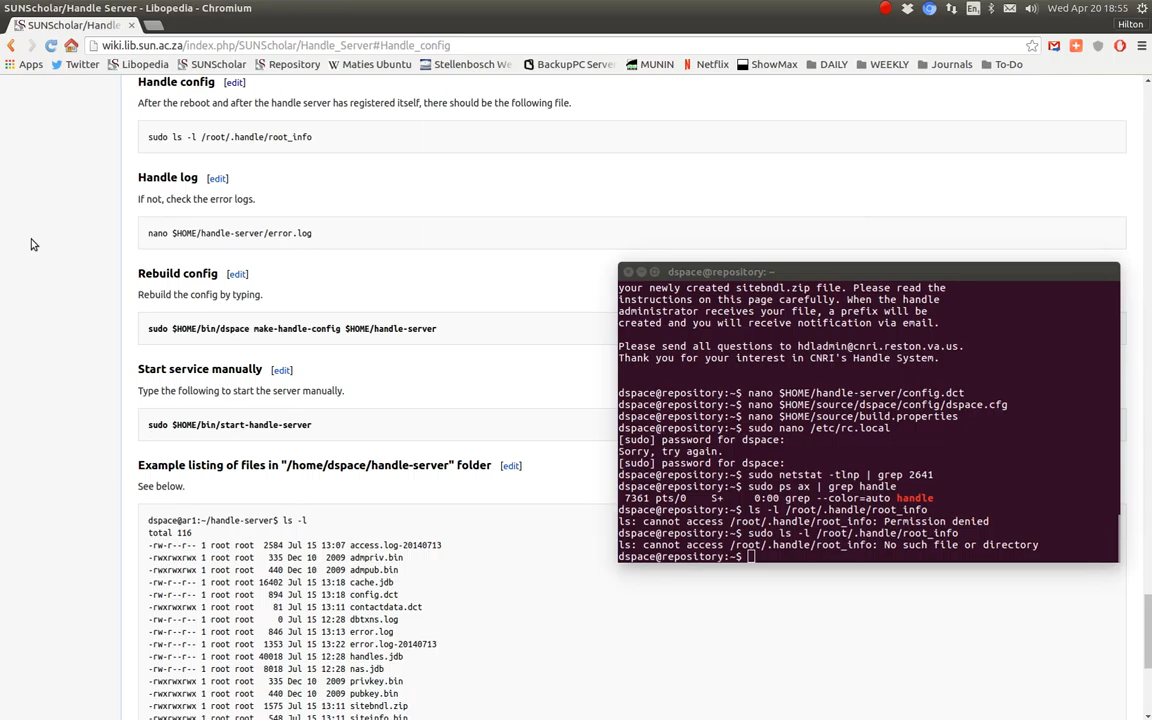 SUNScholar/Handle Server - Libopedia - Chromium
En
Wed Apr 20 18:55
SUNScholar/Handle
Hilton
wiki.lib.sun.ac.za/index.php/SUNScholar/Handle_Server#Handle_config
Apps Twitter Libopedia SUNScholar Repository Maties Ubuntu Stellenbosch We BackupPC Serve MUNIN Netflix ShowMax DAILY WEEKLY Journals To-Do
Handle config [edit]
After the reboot and after the handle server has registered itself, there should be the following file.
sudo ls -l /root/.handle/root_info
Handle log [edit]
If not, check the error logs.
nano $HOME/handle-server/error.log
Rebuild config [edit]
Rebuild the config by typing.
sudo $HOME/bin/dspace make-handle-config $HOME/handle-server
Start service manually [edit]
Type the following to start the server manually.
sudo $HOME/bin/start-handle-server
Example listing of files in "/home/dspace/handle-server" folder [edit]
See below.
dspace@ar1:~/handle-server$ ls -l
total 116
-rw-r--r-- 1 root root 2584 Jul 15 13:07 access.log-20140713
-rwxrwxrwx 1 root root 335 Dec 10 2009 admpriv.bin
-rwxrwxrwx 1 root root 440 Dec 10 2009 admpub.bin
-rw-r--r-- 1 root root 16402 Jul 15 13:18 cache.jdb
-rw-r--r-- 1 root root 894 Jul 15 13:18 config.dct
-rwxrwxrwx 1 root root 81 Jul 15 13:18 contactdata.dct
-rw-r--r-- 1 root root 0 Jul 15 12:28 dbtxns.log
-rw-r--r-- 1 root root 846 Jul 15 13:13 error.log
-rw-r--r-- 1 root root 1353 Jul 15 13:22 error.log-20140713
-rw-r--r-- 1 root root 40018 Jul 15 12:28 handles.jdb
-rw-r--r-- 1 root root 8018 Jul 15 12:28 nas.jdb
-rwxrwxrwx 1 root root 335 Dec 10 2009 privkey.bin
-rwxrwxrwx 1 root root 440 Dec 10 2009 pubkey.bin
-rw-r--r-- 1 root root 1575 Jul 15 13:18 sitebndl.zip
-rw-r--r-- 1 root root 548 Jul 15 13:18 siteinfo.bin
dspace@repository: ~
your newly created sitebndl.zip file. Please read the
instructions on this page carefully. When the handle
administrator receives your file, a prefix will be
created and you will receive notification via email.
Please send all questions to hdladmin@cnri.reston.va.us.
Thank you for your interest in CNRI's Handle System.
dspace@repository:~$ nano $HOME/handle-server/config.dct
dspace@repository:~$ nano $HOME/source/dspace/config/dspace.cfg
dspace@repository:~$ nano $HOME/source/build.properties
dspace@repository:~$ sudo nano /etc/rc.local
[sudo] password for dspace:
Sorry, try again.
[sudo] password for dspace:
dspace@repository:~$ sudo netstat -tlnp | grep 2641
dspace@repository:~$ sudo ps ax | grep handle
7361 pts/0 S+ 0:00 grep --color=auto handle
dspace@repository:~$ ls -l /root/.handle/root_info
ls: cannot access /root/.handle/root_info: Permission denied
dspace@repository:~$ sudo ls -l /root/.handle/root_info
ls: cannot access /root/.handle/root_info: No such file or directory
dspace@repository:~$